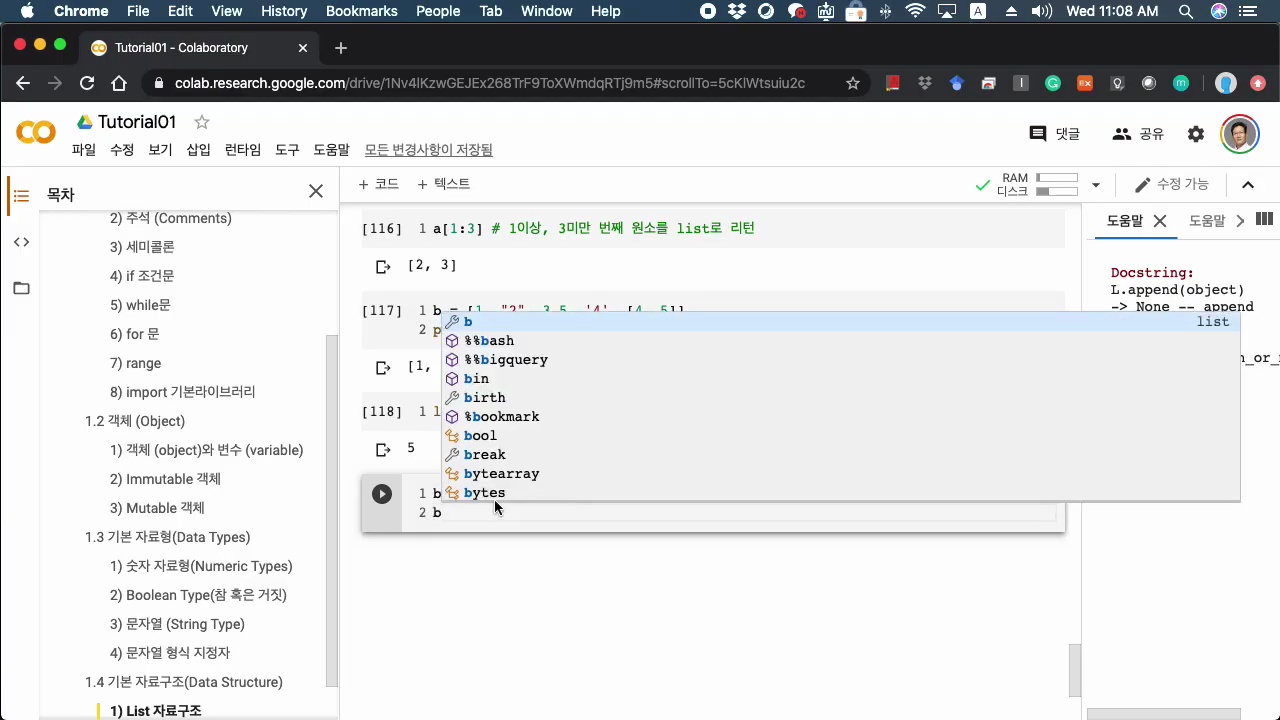 Chrome File Edit View History Bookmarks People Tab Window Help A Wed 11:08 AM
Tutorial01 - Colaboratory
colab.research.google.com/drive/1Nv4lKzwGEJEx268TrF9ToXWmdqRTj9m5#scrollTo=5cKlWtsuiu2c
Tutorial01
댓글 공유
파일 수정 보기 삽입 런타임 도구 도움말 모든 변경사항이 저장됨
목차
+ 코드 + 텍스트
RAM
디스크
수정 가능
2) 주석 (Comments)
3) 세미콜론
4) if 조건문
5) while문
6) for 문
7) range
8) import 기본라이브러리
1.2 객체 (Object)
1) 객체 (object)와 변수 (variable)
2) Immutable 객체
3) Mutable 객체
1.3 기본 자료형(Data Types)
1) 숫자 자료형(Numeric Types)
2) Boolean Type(참 혹은 거짓)
3) 문자열 (String Type)
4) 문자열 형식 지정자
1.4 기본 자료구조(Data Structure)
1) List 자료구조
[116] 1 a[1:3] # 1이상, 3미만 번째 원소를 list로 리턴
[2, 3]
[117] 1 b = [1, "2", 3.5, '4', [4, 5]]
2 p
[1,
[118] 1 l
5
1 b
2 b
b list
%%bash
%%bigquery
bin
birth
%bookmark
bool
break
bytearray
bytes
도움말 도움말
Docstring:
L.append(object)
-> None -- append